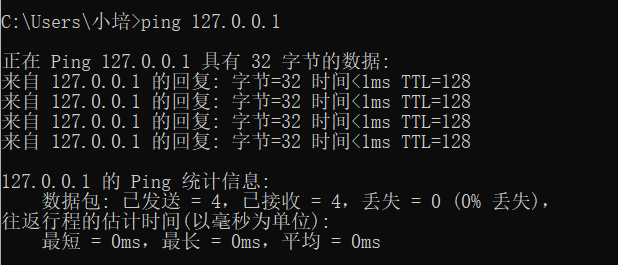 C:\Users\小培>ping 127.0.0.1
正在 Ping 127.0.0.1 具有 32 字节的数据:
来自 127.0.0.1 的回复: 字节=32 时间<1ms TTL=128
来自 127.0.0.1 的回复: 字节=32 时间<1ms TTL=128
来自 127.0.0.1 的回复: 字节=32 时间<1ms TTL=128
来自 127.0.0.1 的回复: 字节=32 时间<1ms TTL=128
127.0.0.1 的 Ping 统计信息:
数据包: 已发送 = 4，已接收 = 4，丢失 = 0 (0% 丢失)，
往返行程的估计时间(以毫秒为单位):
最短 = 0ms，最长 = 0ms，平均 = 0ms